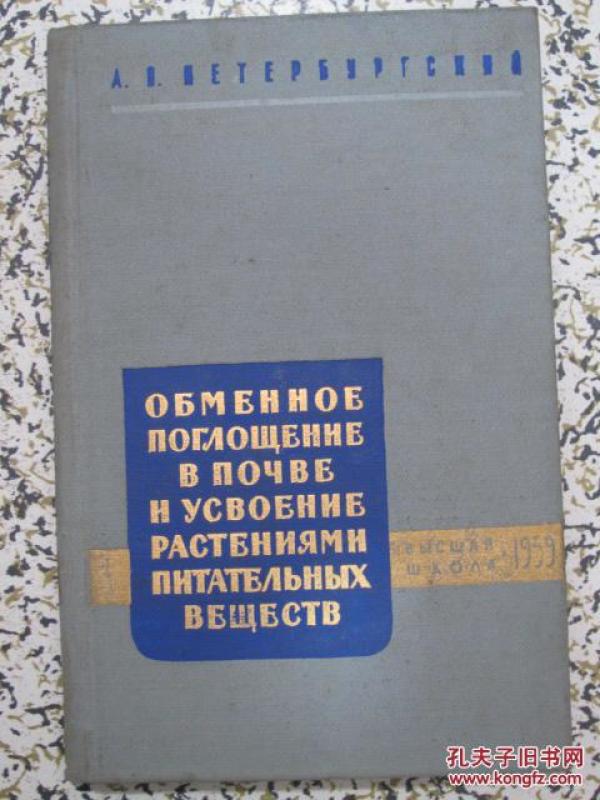 А. В. ПЕТЕРБУРГСКИЙ
ОБМЕННОЕ
ПОГЛОЩЕНИЕ
В ПОЧВЕ
И УСВОЕНИЕ
РАСТЕНИЯМИ
ПИТАТЕЛЬНЫХ
ВЕЩЕСТВ
ВЫСШАЯ
ШКОЛА
1959
孔夫子旧书网
www.kongfz.com